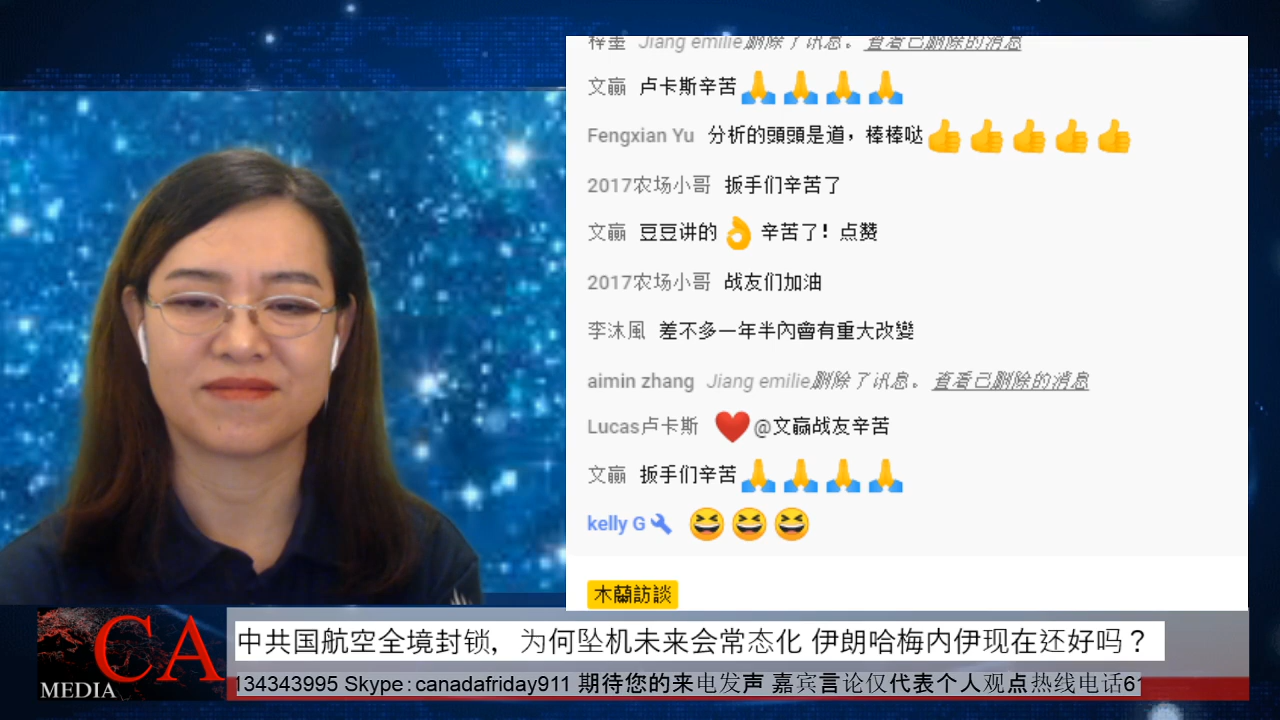 梓墨 Jiang emilie删除了讯息。查看已删除的消息
文贏 卢卡斯辛苦🙏🙏🙏🙏
Fengxian Yu 分析的頭頭是道，棒棒哒👍👍👍👍👍
2017农场小哥 扳手们辛苦了
文贏 豆豆讲的👌辛苦了！点赞
2017农场小哥 战友们加油
李沐風 差不多一年半內會有重大改變
aimin zhang Jiang emilie删除了讯息。查看已删除的消息
Lucas卢卡斯 ❤️@文贏战友辛苦
文贏 扳手们辛苦🙏🙏🙏🙏
kelly G🔧 😆😆😆
木蘭訪談
CA
MEDIA
中共国航空全境封锁，为何坠机未来会常态化 伊朗哈梅内伊现在还好吗？
134343995 Skype:canadafriday911 期待您的来电发声 嘉宾言论仅代表个人观点热线电话6